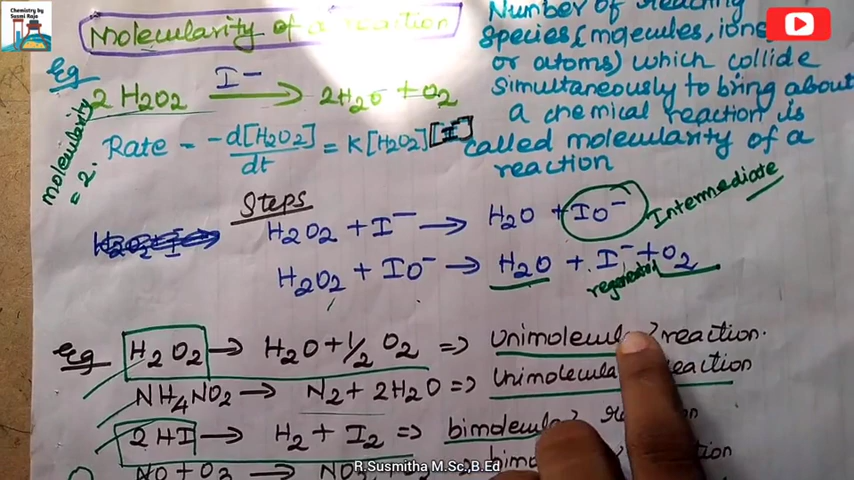 Chemistry by
Susmi Raja
Molecularity of a reaction
Number of reacting
species (molecules, ions
or atoms) which collide
simultaneously to bring about
a chemical reaction is
called molecularity of a
reaction
Eg
2 H2O2 I⁻ → 2H2O + O2
molecularity
= 2.
Rate = -d[H2O2]/dt = K[H2O2] [I⁻]
Steps
H2O2 + I⁻ → H2O + IO⁻ Intermediate
H2O2 + IO⁻ → H2O + I⁻ + O2
Eg H2O2 → H2O + 1/2 O2 => Unimolecular reaction.
NH4NO2 → N2 + 2H2O => Unimolecular reaction
2HI → H2 + I2 => bimolecular
NO + O3 → NO2
R.Susmitha M.Sc.,B.Ed